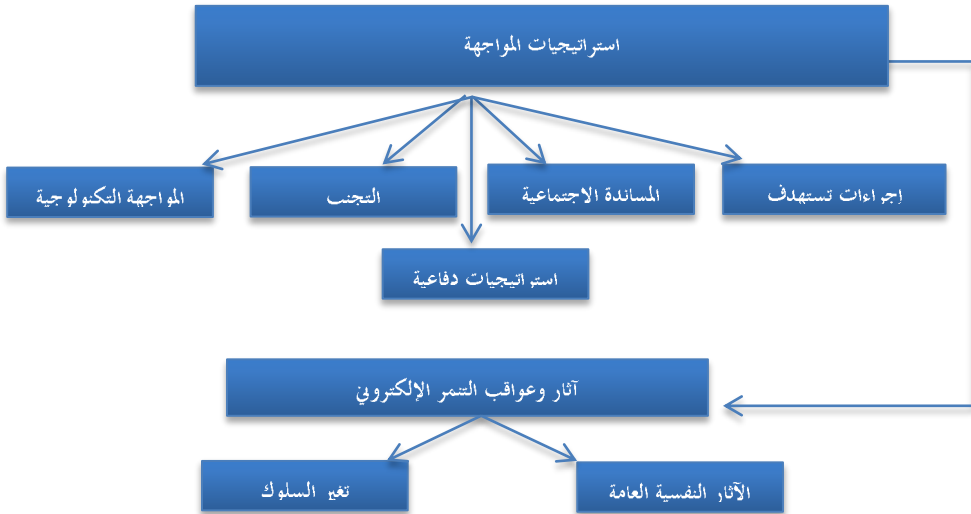 استراتيجيات المواجهة
إجراءات تستهدف
المساندة الاجتماعية
التجنب
المواجهة التكنولوجية
استراتيجيات دفاعية
آثار وعواقب التنمر الإلكتروني
الآثار النفسية العامة
تغير السلوك